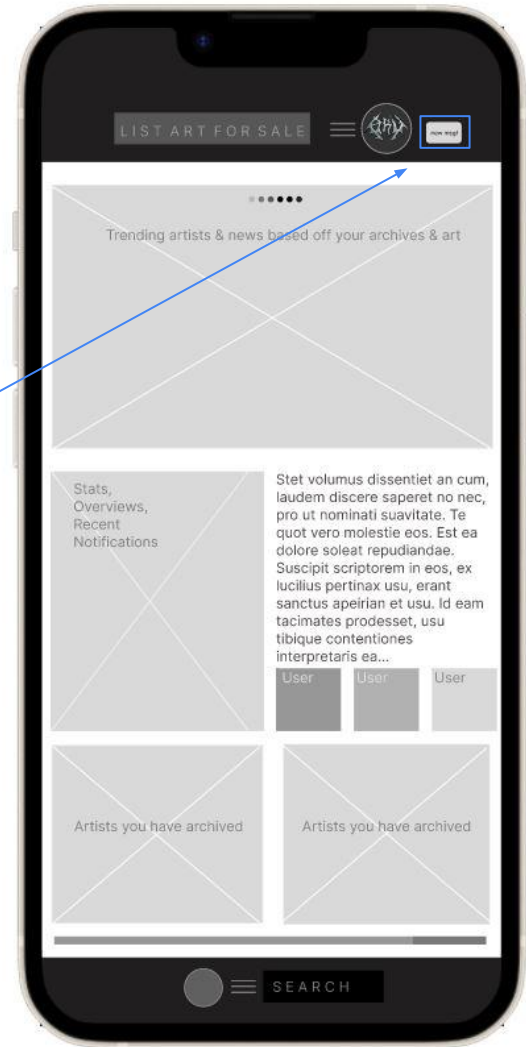 LIST ART FOR SALE
new msg!
Trending artists & news based off your archives & art
Stats,
Overviews,
Recent
Notifications
Stet volumus dissentiet an cum,
laudem discere saperet no nec,
pro ut nominati suavitate. Te
quot vero molestie eos. Est ea
dolore soleat repudiandae.
Suscipit scriptorem in eos, ex
lucilius pertinax usu, erant
sanctus apeirian et usu. Id eam
tacimates prodesset, usu
tibique contentiones
interpretaris ea...
User
User
User
Artists you have archived
Artists you have archived
SEARCH